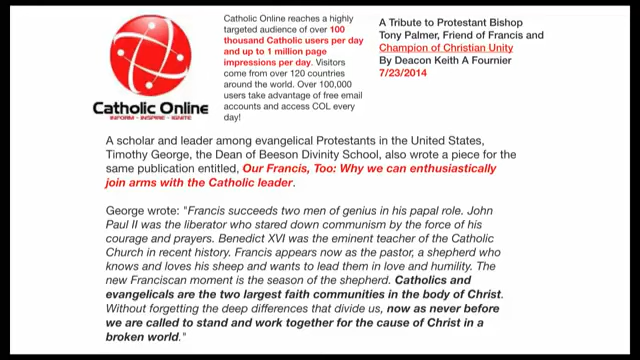 Catholic Online
INFORM - INSPIRE - IGNITE
Catholic Online reaches a highly
targeted audience of over 100
thousand Catholic users per day
and up to 1 million page
impressions per day. Visitors
come from over 120 countries
around the world. Over 100,000
users take advantage of free email
accounts and access COL every
day!
A Tribute to Protestant Bishop
Tony Palmer, Friend of Francis and
Champion of Christian Unity
By Deacon Keith A Fournier
7/23/2014
A scholar and leader among evangelical Protestants in the United States,
Timothy George, the Dean of Beeson Divinity School, also wrote a piece for the
same publication entitled, Our Francis, Too: Why we can enthusiastically
join arms with the Catholic leader.
George wrote: "Francis succeeds two men of genius in his papal role. John
Paul II was the liberator who stared down communism by the force of his
courage and prayers. Benedict XVI was the eminent teacher of the Catholic
Church in recent history. Francis appears now as the pastor, a shepherd who
knows and loves his sheep and wants to lead them in love and humility. The
new Franciscan moment is the season of the shepherd. Catholics and
evangelicals are the two largest faith communities in the body of Christ.
Without forgetting the deep differences that divide us, now as never before
we are called to stand and work together for the cause of Christ in a
broken world."